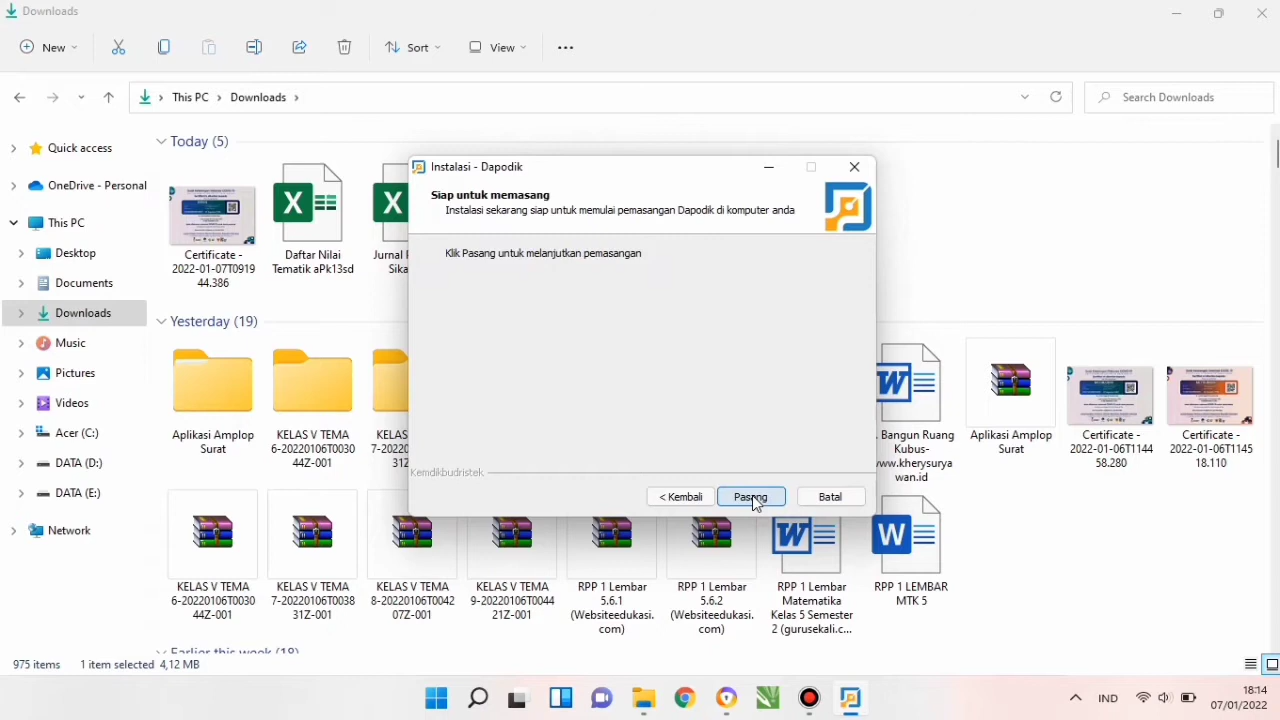 Downloads
New
Sort
View
This PC > Downloads >
Search Downloads
Quick access
OneDrive - Personal
This PC
Desktop
Documents
Downloads
Music
Pictures
Videos
Acer (C:)
DATA (D:)
DATA (E:)
Network
Today (5)
Certificate -
2022-01-07T0919
44.386
Daftar Nilai
Tematik aPk13sd
Jurnal
Sika
Yesterday (19)
Aplikasi Amplop
Surat
KELAS V TEMA
6-20220106T0030
44Z-001
KELAS
7-20220
31Z
Bangun Ruang
Kubus-
www.kherysurya
wan.id
Aplikasi Amplop
Surat
Certificate -
2022-01-06T1144
58.280
Certificate -
2022-01-06T1145
18.110
KELAS V TEMA
6-20220106T0030
44Z-001
KELAS V TEMA
7-20220106T0038
31Z-001
KELAS V TEMA
8-20220106T0042
07Z-001
KELAS V TEMA
9-20220106T0044
21Z-001
RPP 1 Lembar
5.6.1
(Websiteedukasi.
com)
RPP 1 Lembar
5.6.2
(Websiteedukasi.
com)
RPP 1 Lembar
Matematika
Kelas 5 Semester
2 (gurusekali.c...
RPP 1 LEMBAR
MTK 5
Earlier this week (18)
Instalasi - Dapodik
Siap untuk memasang
Instalasi sekarang siap untuk memulai pemasangan Dapodik di komputer anda
Klik Pasang untuk melanjutkan pemasangan
Kemdikbudristek
< Kembali
Pasang
Batal
975 items
1 item selected 4,12 MB
IND
18:14
07/01/2022